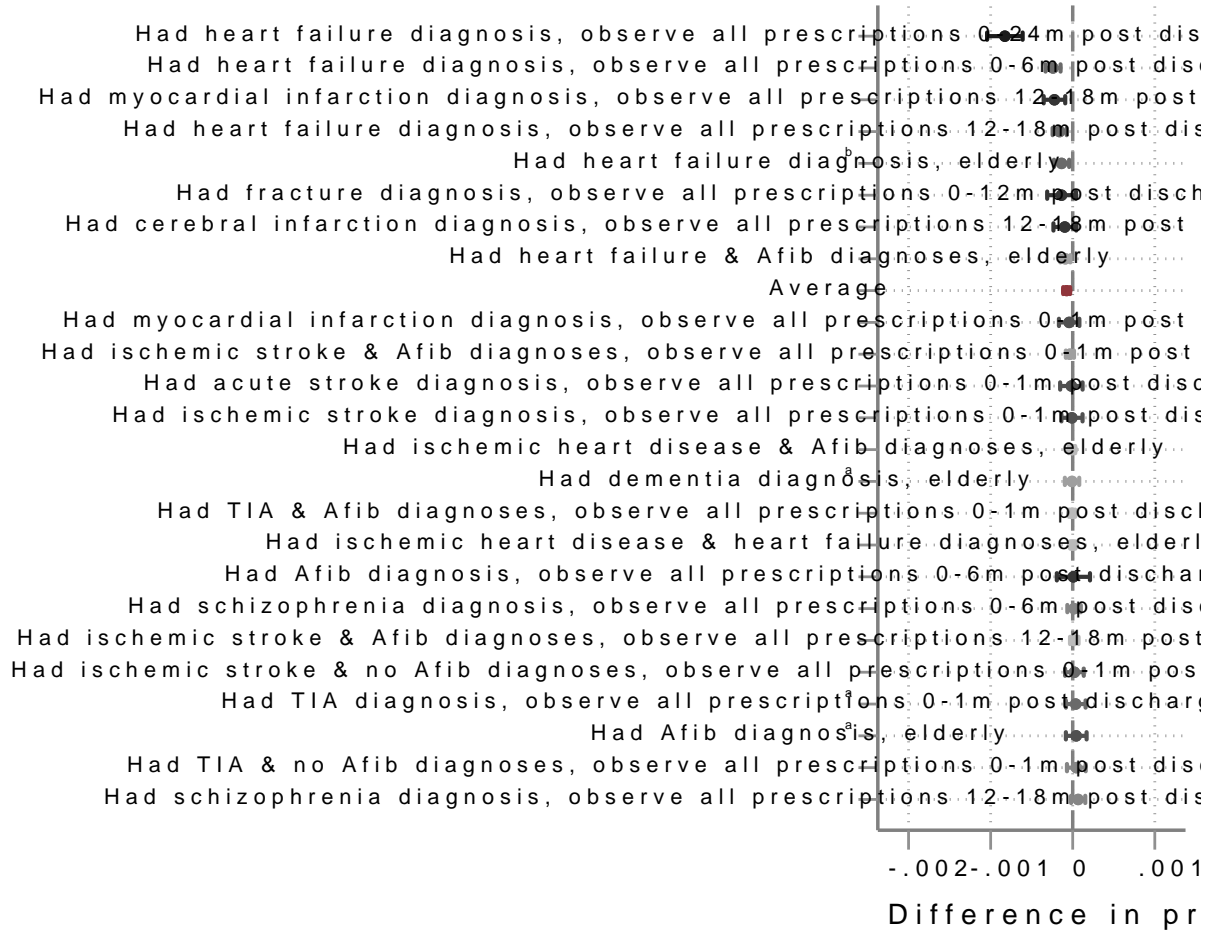 Had heart failure diagnosis, observe all prescriptions 0-24m post dis
Had heart failure diagnosis, observe all prescriptions 0-6m post dis
Had myocardial infarction diagnosis, observe all prescriptions 12-18m post
Had heart failure diagnosis, observe all prescriptions 12-18m post dis
Had heart failure diagnosis, elderly b
Had fracture diagnosis, observe all prescriptions 0-12m post disch
Had cerebral infarction diagnosis, observe all prescriptions 12-18m post
Had heart failure & Afib diagnoses, elderly
Average
Had myocardial infarction diagnosis, observe all prescriptions 0-1m post
Had ischemic stroke & Afib diagnoses, observe all prescriptions 0-1m post
Had acute stroke diagnosis, observe all prescriptions 0-1m post disc
Had ischemic stroke diagnosis, observe all prescriptions 0-1m post dis
Had ischemic heart disease & Afib diagnoses, elderly
Had dementia diagnosis, elderly a
Had TIA & Afib diagnoses, observe all prescriptions 0-1m post discl
Had ischemic heart disease & heart failure diagnoses, elderl
Had Afib diagnosis, observe all prescriptions 0-6m post dischar
Had schizophrenia diagnosis, observe all prescriptions 0-6m post dis
Had ischemic stroke & Afib diagnoses, observe all prescriptions 12-18m post
Had ischemic stroke & no Afib diagnoses, observe all prescriptions 0-1m pos
Had TIA diagnosis, observe all prescriptions 0-1m post discharg a
Had Afib diagnosis, elderly a
Had TIA & no Afib diagnoses, observe all prescriptions 0-1m post dis
Had schizophrenia diagnosis, observe all prescriptions 12-18m post dis
-.002 -.001 0 .001
Difference in pr